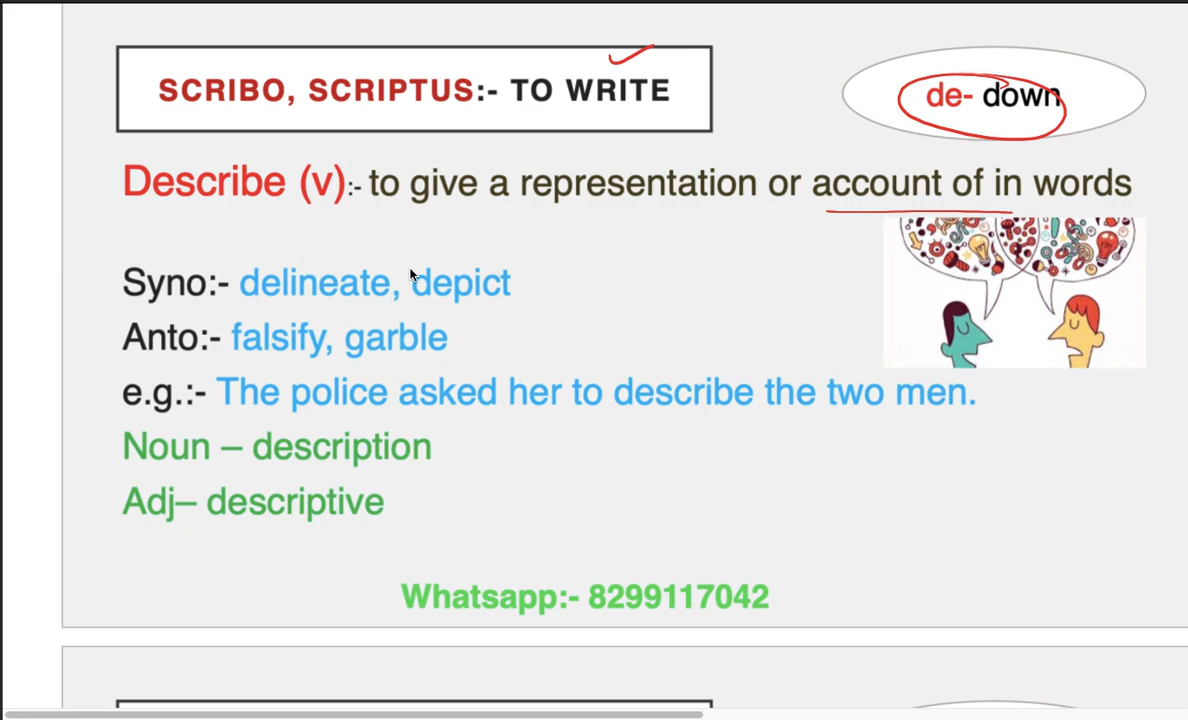 SCRIBO, SCRIPTUS:- TO WRITE
de- down
Describe (v):- to give a representation or account of in words
Syno:- delineate, depict
Anto:- falsify, garble
e.g.:- The police asked her to describe the two men.
Noun – description
Adj– descriptive
Whatsapp:- 8299117042